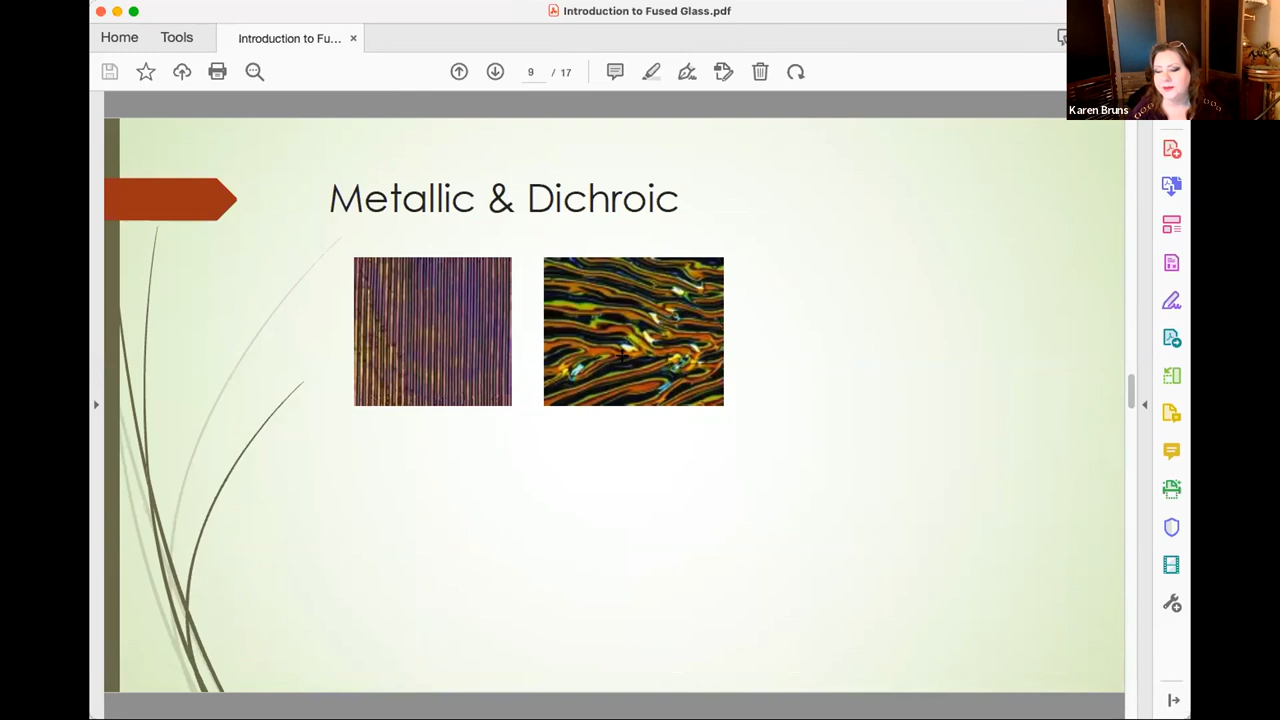 Introduction to Fused Glass.pdf
Home
Tools
Introduction to Fu...
9 / 17
Karen Bruns
Metallic & Dichroic